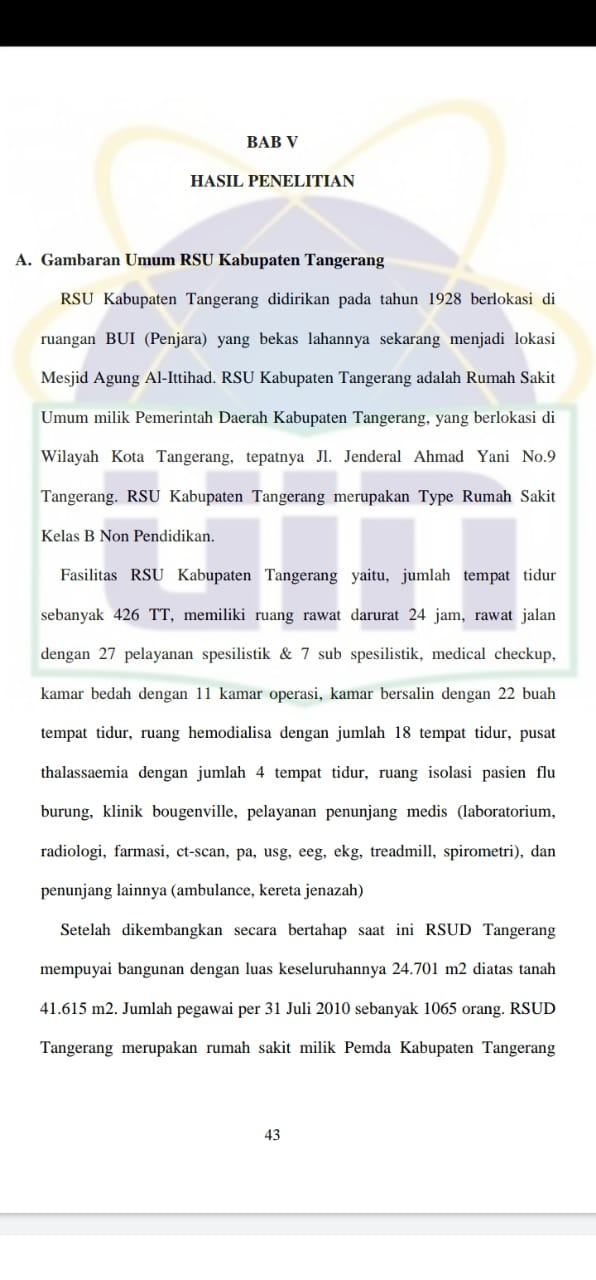 BAB V
HASIL PENELITIAN
A. Gambaran Umum RSU Kabupaten Tangerang
RSU Kabupaten Tangerang didirikan pada tahun 1928 berlokasi di
ruangan BUI (Penjara) yang bekas lahannya sekarang menjadi lokasi
Mesjid Agung Al-Ittihad. RSU Kabupaten Tangerang adalah Rumah Sakit
Umum milik Pemerintah Daerah Kabupaten Tangerang, yang berlokasi di
Wilayah Kota Tangerang, tepatnya Jl. Jenderal Ahmad Yani No.9
Tangerang. RSU Kabupaten Tangerang merupakan Type Rumah Sakit
Kelas B Non Pendidikan.
Fasilitas RSU Kabupaten Tangerang yaitu, jumlah tempat tidur
sebanyak 426 TT, memiliki ruang rawat darurat 24 jam, rawat jalan
dengan 27 pelayanan spesilistik & 7 sub spesilistik, medical checkup,
kamar bedah dengan 11 kamar operasi, kamar bersalin dengan 22 buah
tempat tidur, ruang hemodialisa dengan jumlah 18 tempat tidur, pusat
thalassaemia dengan jumlah 4 tempat tidur, ruang isolasi pasien flu
burung, klinik bougenville, pelayanan penunjang medis (laboratorium,
radiologi, farmasi, ct-scan, pa, usg, eeg, ekg, treadmill, spirometri), dan
penunjang lainnya (ambulance, kereta jenazah)
Setelah dikembangkan secara bertahap saat ini RSUD Tangerang
mempuyai bangunan dengan luas keseluruhannya 24.701 m2 diatas tanah
41.615 m2. Jumlah pegawai per 31 Juli 2010 sebanyak 1065 orang. RSUD
Tangerang merupakan rumah sakit milik Pemda Kabupaten Tangerang
43
uin